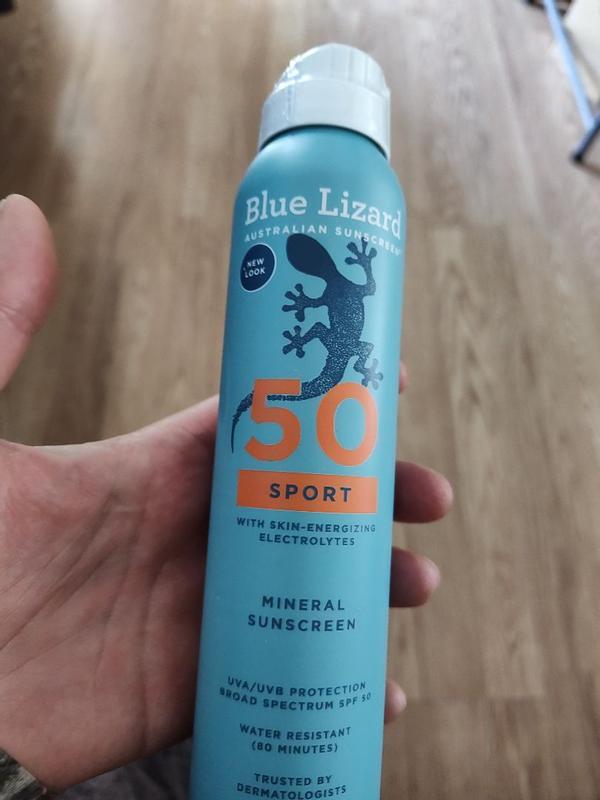 Blue Lizard
AUSTRALIAN SUNSCREEN
NEW
LOOK
50
SPORT
WITH SKIN-ENERGIZING
ELECTROLYTES
MINERAL
SUNSCREEN
UVA/UVB PROTECTION
BROAD SPECTRUM SPF 50
WATER RESISTANT
(80 MINUTES)
TRUSTED BY
DERMATOLOGISTS